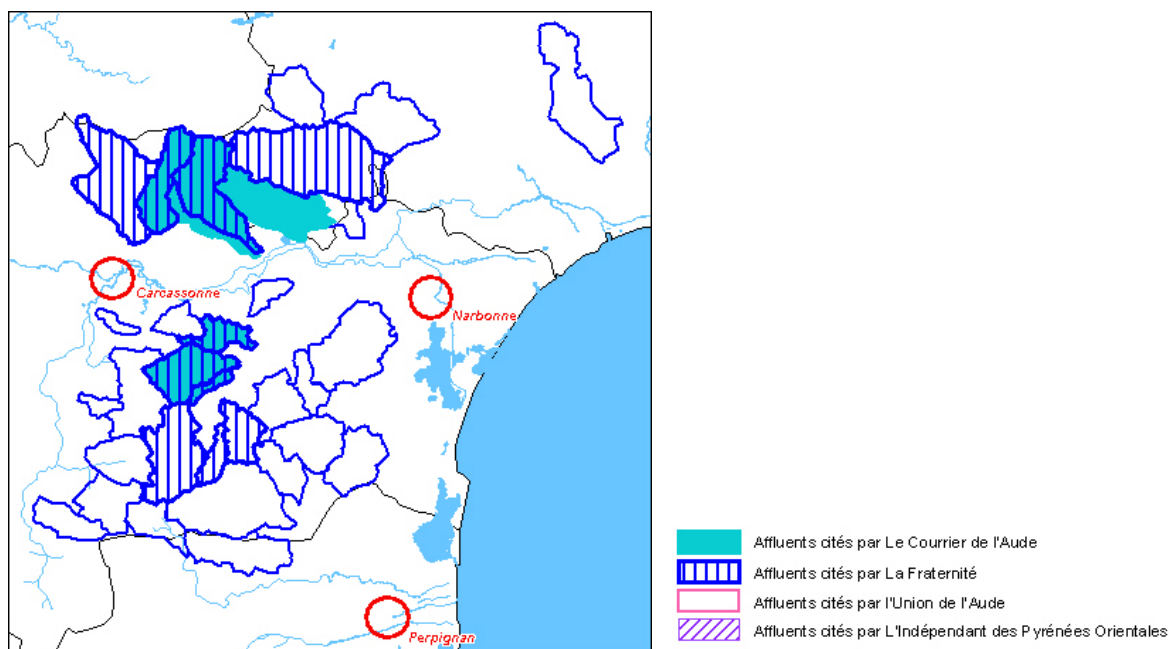 Carcassonne
Narbonne
Perpignan
Affluents cités par Le Courrier de l'Aude
Affluents cités par La Fraternité
Affluents cités par l'Union de l'Aude
Affluents cités par L'Indépendant des Pyrénées Orientales